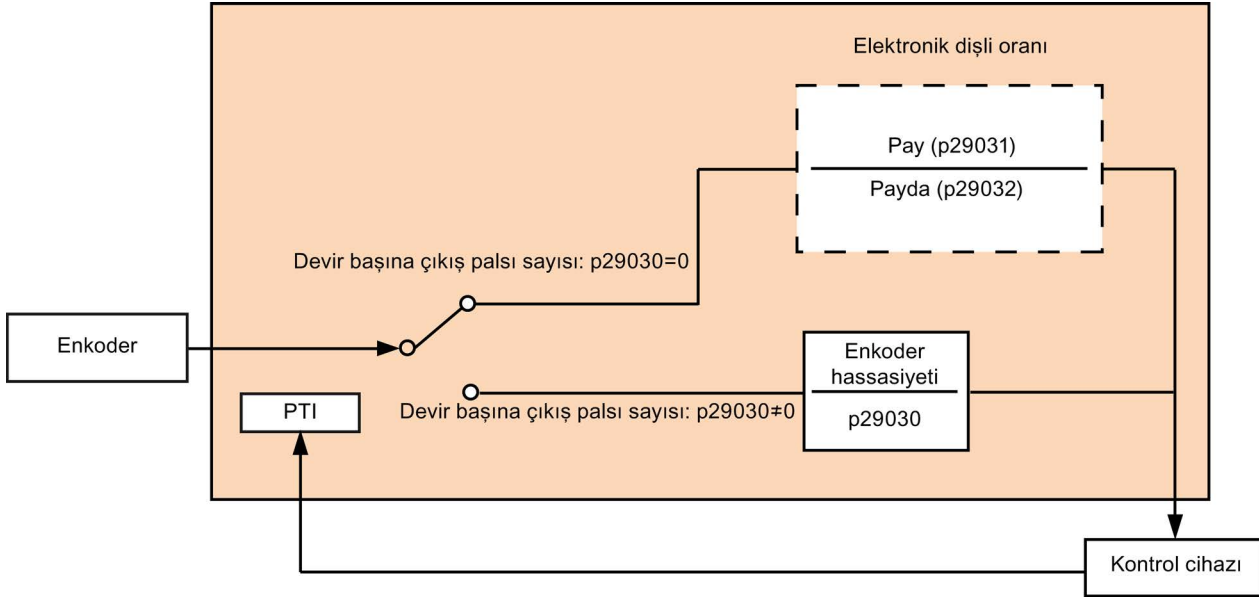 Elektronik dişli oranı
Pay (p29031)
Payda (p29032)
Devir başına çıkış palsı sayısı: p29030=0
Enkoder
PTI
Devir başına çıkış palsı sayısı: p29030≠0
Enkoder
hassasiyeti
p29030
Kontrol cihazı